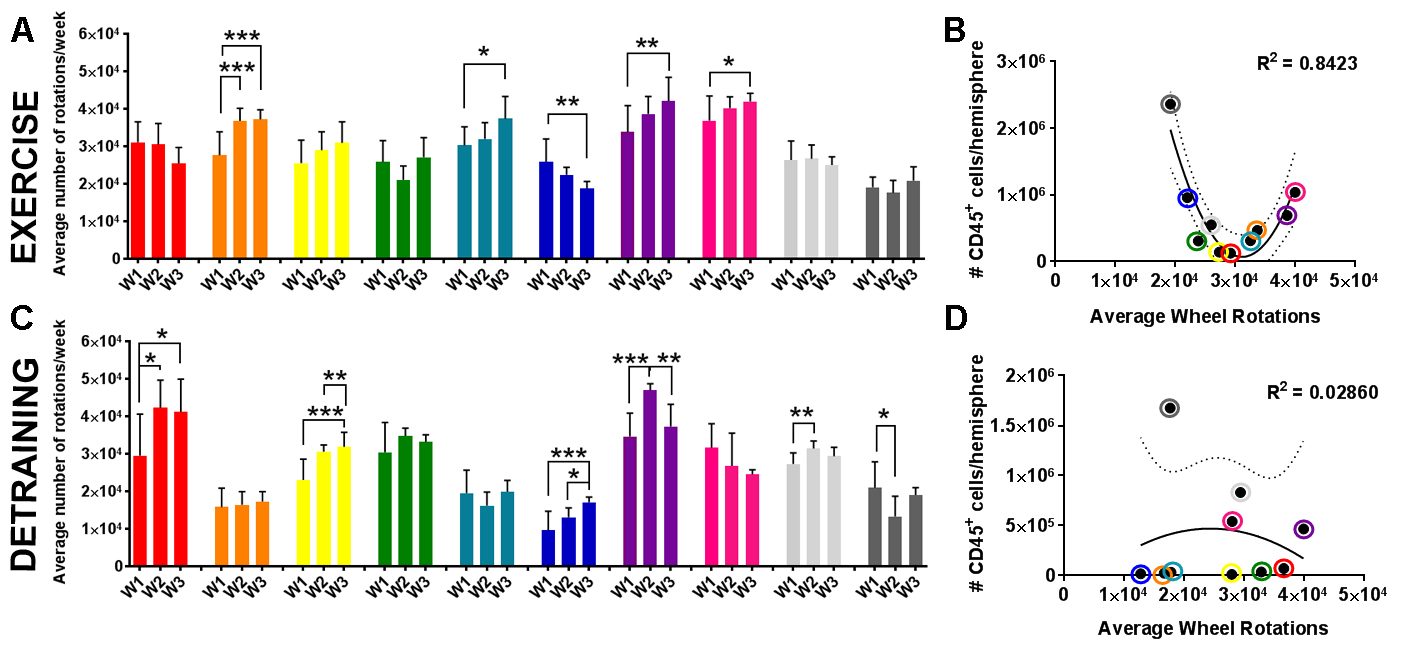 A
EXERCISE
Average number of rotations/week
6×10⁴
5×10⁴
4×10⁴
3×10⁴
2×10⁴
1×10⁴
0
*** *** * ** ** *
W1 W2 W3 W1 W2 W3 W1 W2 W3 W1 W2 W3 W1 W2 W3 W1 W2 W3 W1 W2 W3 W1 W2 W3 W1 W2 W3 W1 W2 W3
B
# CD45⁺ cells/hemisphere
R² = 0.8423
3×10⁶
2×10⁶
1×10⁶
0
0 1×10⁴ 2×10⁴ 3×10⁴ 4×10⁴ 5×10⁴
Average Wheel Rotations
C
DETRAINING
Average number of rotations/week
6×10⁴
5×10⁴
4×10⁴
3×10⁴
2×10⁴
1×10⁴
0
* * ** *** *** * *** ** ** *
W1 W2 W3 W1 W2 W3 W1 W2 W3 W1 W2 W3 W1 W2 W3 W1 W2 W3 W1 W2 W3 W1 W2 W3 W1 W2 W3 W1 W2 W3
D
# CD45⁺ cells/hemisphere
R² = 0.02860
2×10⁶
1.5×10⁶
1×10⁶
5×10⁵
0
0 1×10⁴ 2×10⁴ 3×10⁴ 4×10⁴ 5×10⁴
Average Wheel Rotations